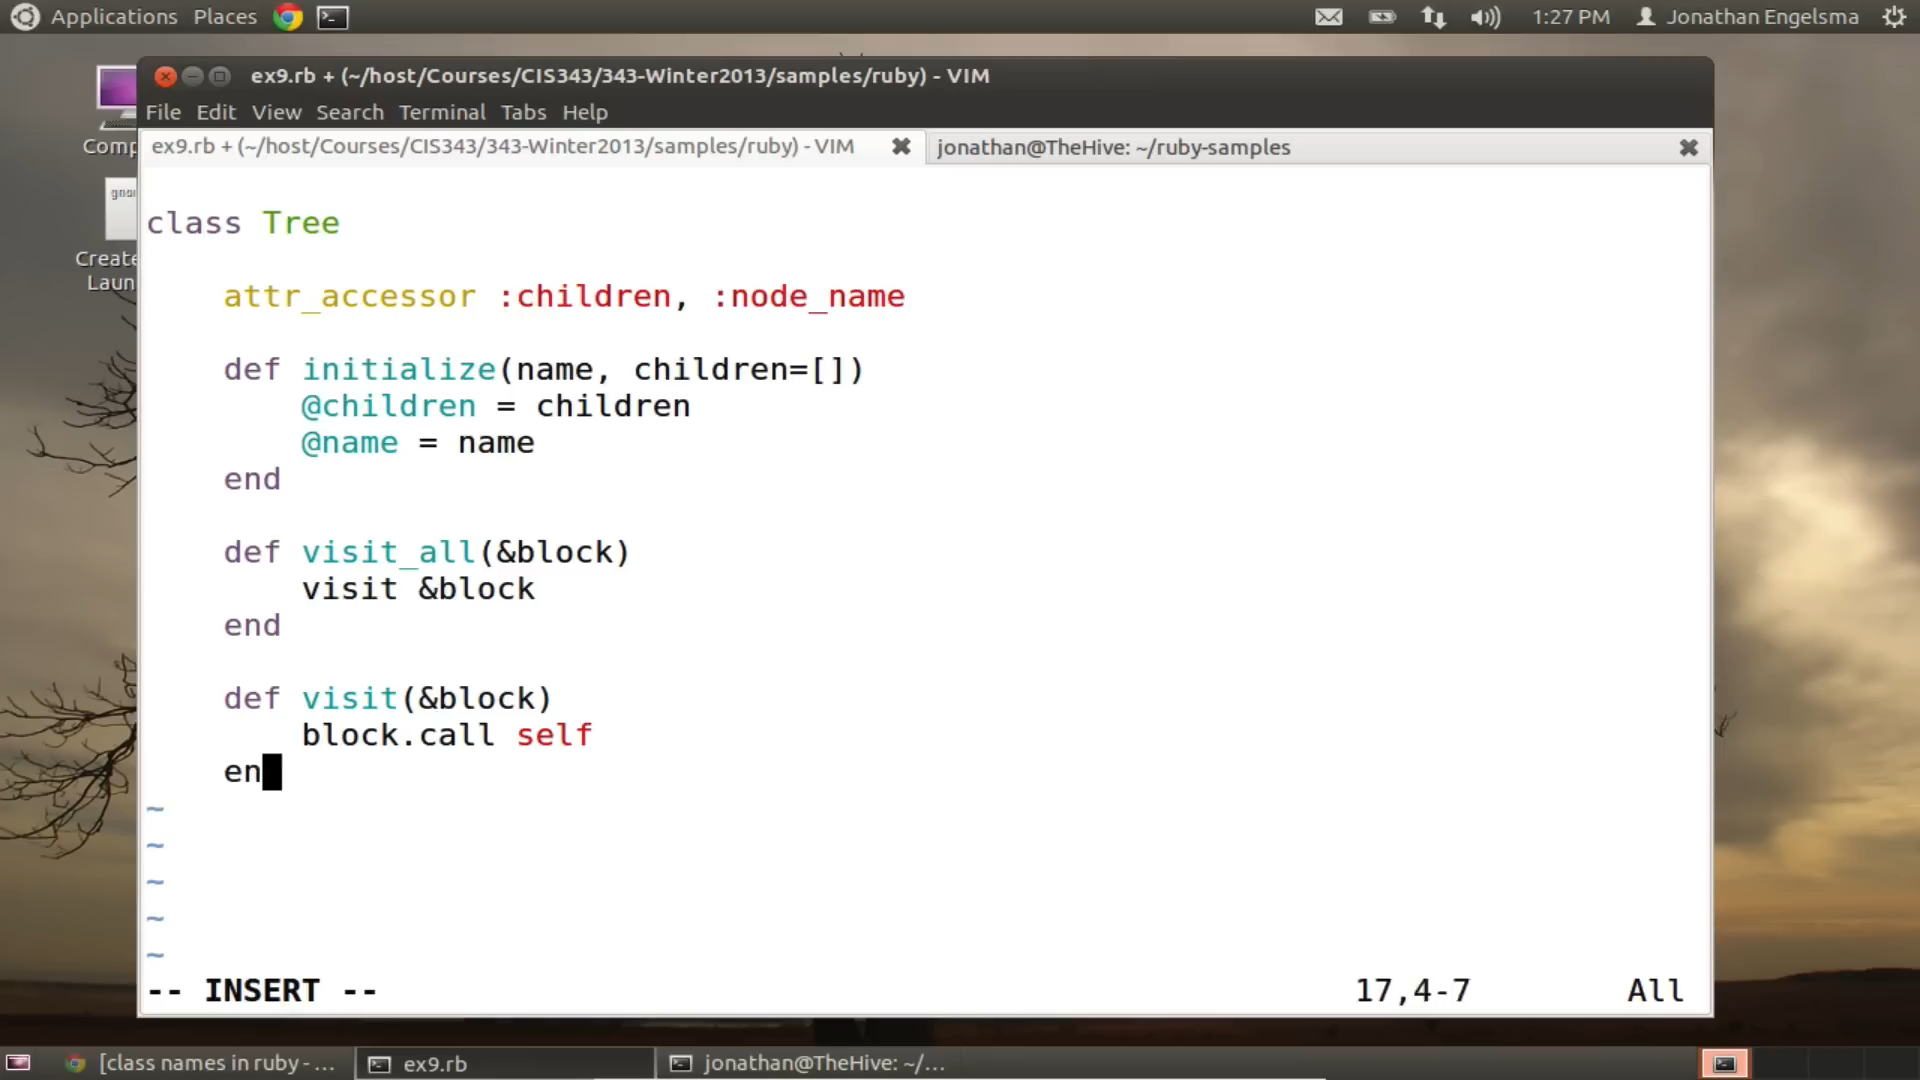 Applications Places 1:27 PM Jonathan Engelsma
ex9.rb + (~/host/Courses/CIS343/343-Winter2013/samples/ruby) - VIM
File Edit View Search Terminal Tabs Help
ex9.rb + (~/host/Courses/CIS343/343-Winter2013/samples/ruby) - VIM jonathan@TheHive: ~/ruby-samples
Comp
gno
Create
Laun
class Tree
attr_accessor :children, :node_name
def initialize(name, children=[])
@children = children
@name = name
end
def visit_all(&block)
visit &block
end
def visit(&block)
block.call self
en
~
~
~
~
~
-- INSERT -- 17,4-7 All
[class names in ruby - ... ex9.rb jonathan@TheHive: ~/...